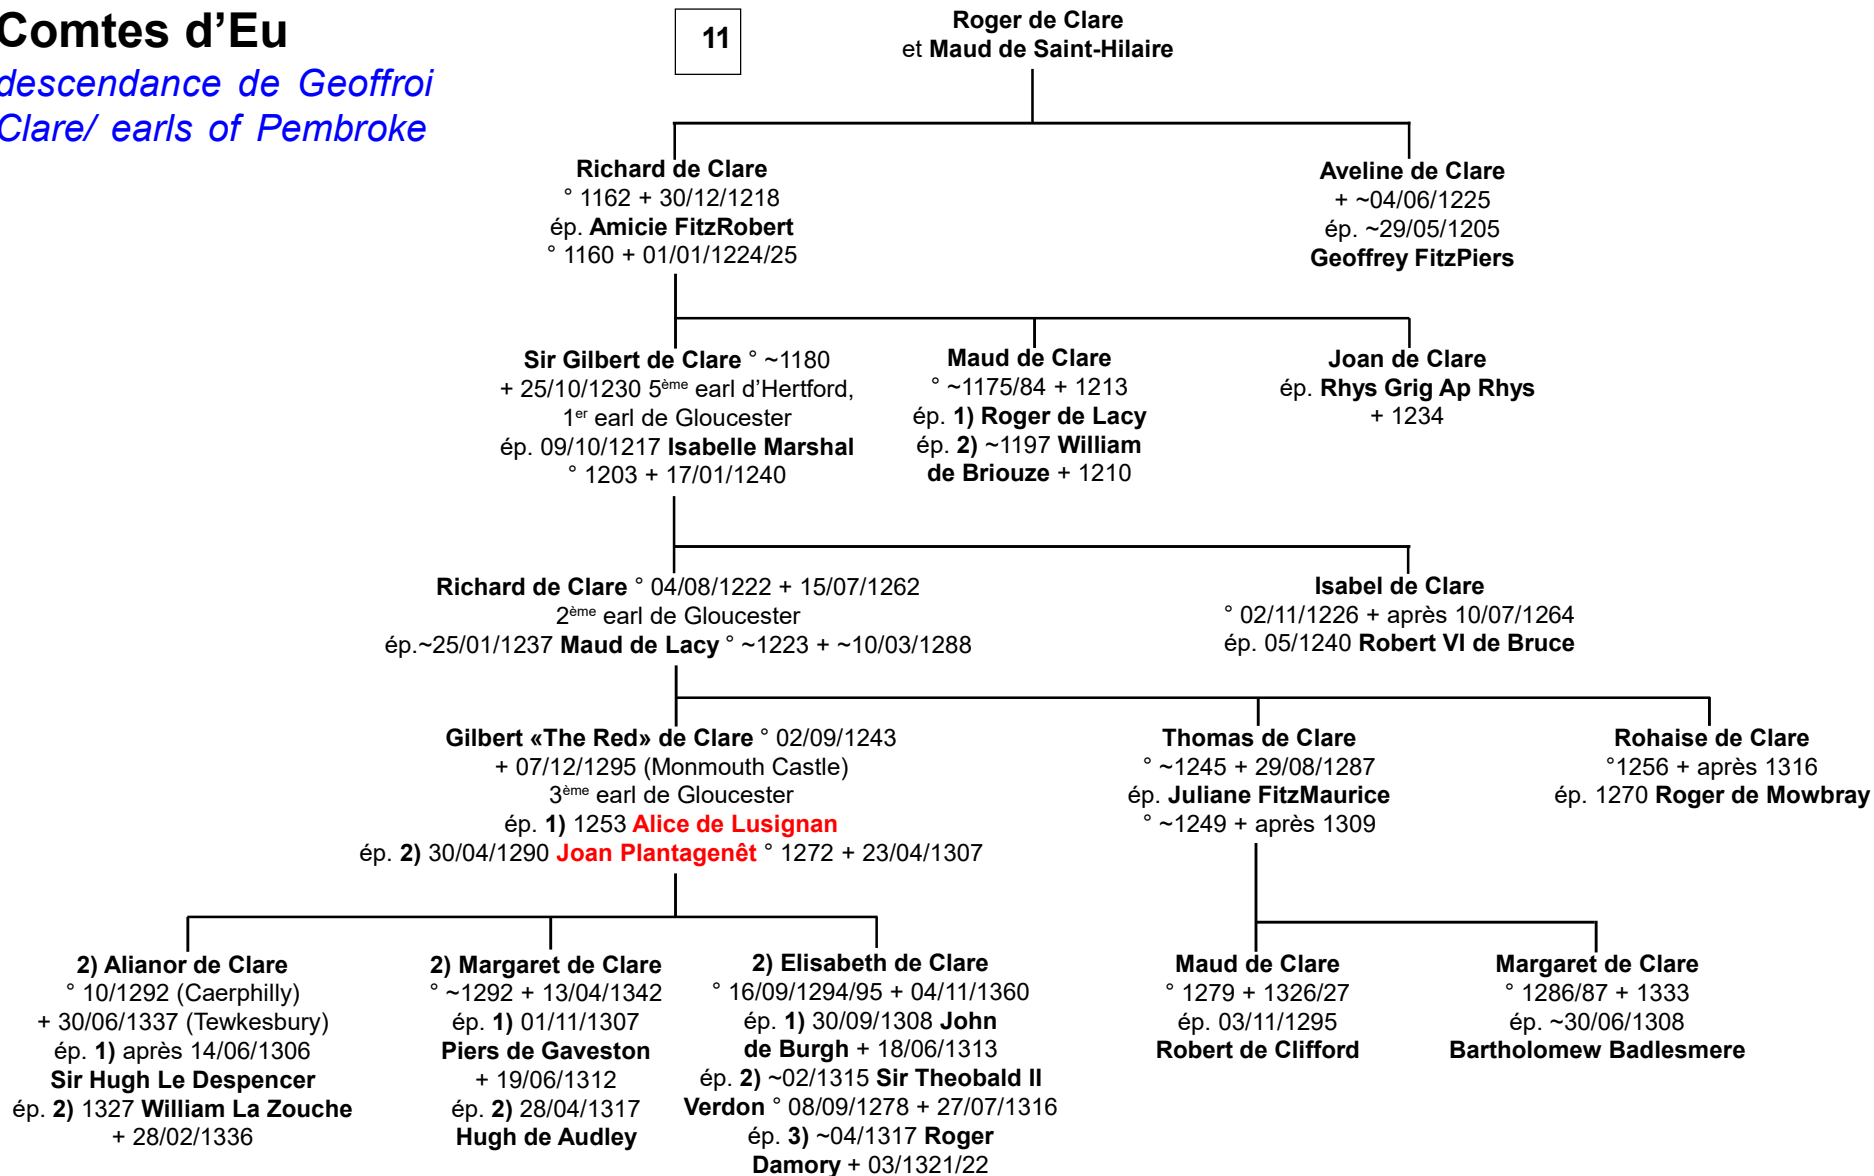 Comtes d’Eu
descendance de Geoffroi
Clare/ earls of Pembroke
11
Roger de Clare
et Maud de Saint-Hilaire
Richard de Clare
° 1162 + 30/12/1218
ép. Amicie FitzRobert
° 1160 + 01/01/1224/25
Aveline de Clare
+ ~04/06/1225
ép. ~29/05/1205
Geoffrey FitzPiers
Sir Gilbert de Clare ° ~1180
+ 25/10/1230 5ème earl d’Hertford,
1er earl de Gloucester
ép. 09/10/1217 Isabelle Marshal
° 1203 + 17/01/1240
Maud de Clare
° ~1175/84 + 1213
ép. 1) Roger de Lacy
ép. 2) ~1197 William
de Briouze + 1210
Joan de Clare
ép. Rhys Grig Ap Rhys
+ 1234
Richard de Clare ° 04/08/1222 + 15/07/1262
2ème earl de Gloucester
ép.~25/01/1237 Maud de Lacy ° ~1223 + ~10/03/1288
Isabel de Clare
° 02/11/1226 + après 10/07/1264
ép. 05/1240 Robert VI de Bruce
Gilbert «The Red» de Clare ° 02/09/1243
+ 07/12/1295 (Monmouth Castle)
3ème earl de Gloucester
ép. 1) 1253 Alice de Lusignan
ép. 2) 30/04/1290 Joan Plantagenêt ° 1272 + 23/04/1307
Thomas de Clare
° ~1245 + 29/08/1287
ép. Juliane FitzMaurice
° ~1249 + après 1309
Rohaise de Clare
°1256 + après 1316
ép. 1270 Roger de Mowbray
2) Alianor de Clare
° 10/1292 (Caerphilly)
+ 30/06/1337 (Tewkesbury)
ép. 1) après 14/06/1306
Sir Hugh Le Despencer
ép. 2) 1327 William La Zouche
+ 28/02/1336
2) Margaret de Clare
° ~1292 + 13/04/1342
ép. 1) 01/11/1307
Piers de Gaveston
+ 19/06/1312
ép. 2) 28/04/1317
Hugh de Audley
2) Elisabeth de Clare
° 16/09/1294/95 + 04/11/1360
ép. 1) 30/09/1308 John
de Burgh + 18/06/1313
ép. 2) ~02/1315 Sir Theobald II
Verdon ° 08/09/1278 + 27/07/1316
ép. 3) ~04/1317 Roger
Damory + 03/1321/22
Maud de Clare
° 1279 + 1326/27
ép. 03/11/1295
Robert de Clifford
Margaret de Clare
° 1286/87 + 1333
ép. ~30/06/1308
Bartholomew Badlesmere